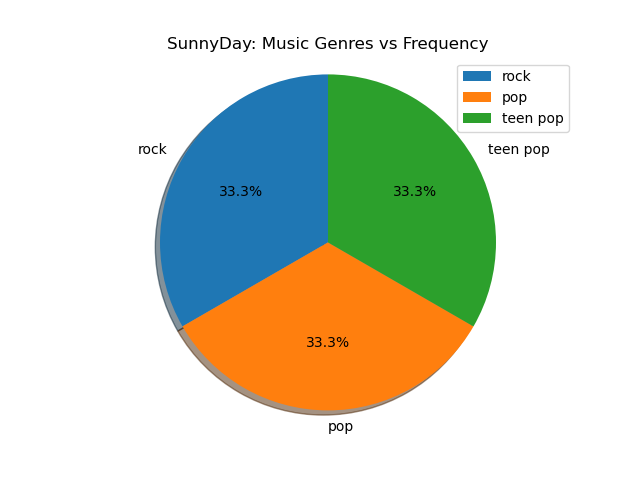 SunnyDay: Music Genres vs Frequency
rock
pop
teen pop
rock
teen pop
33.3%
33.3%
33.3%
pop